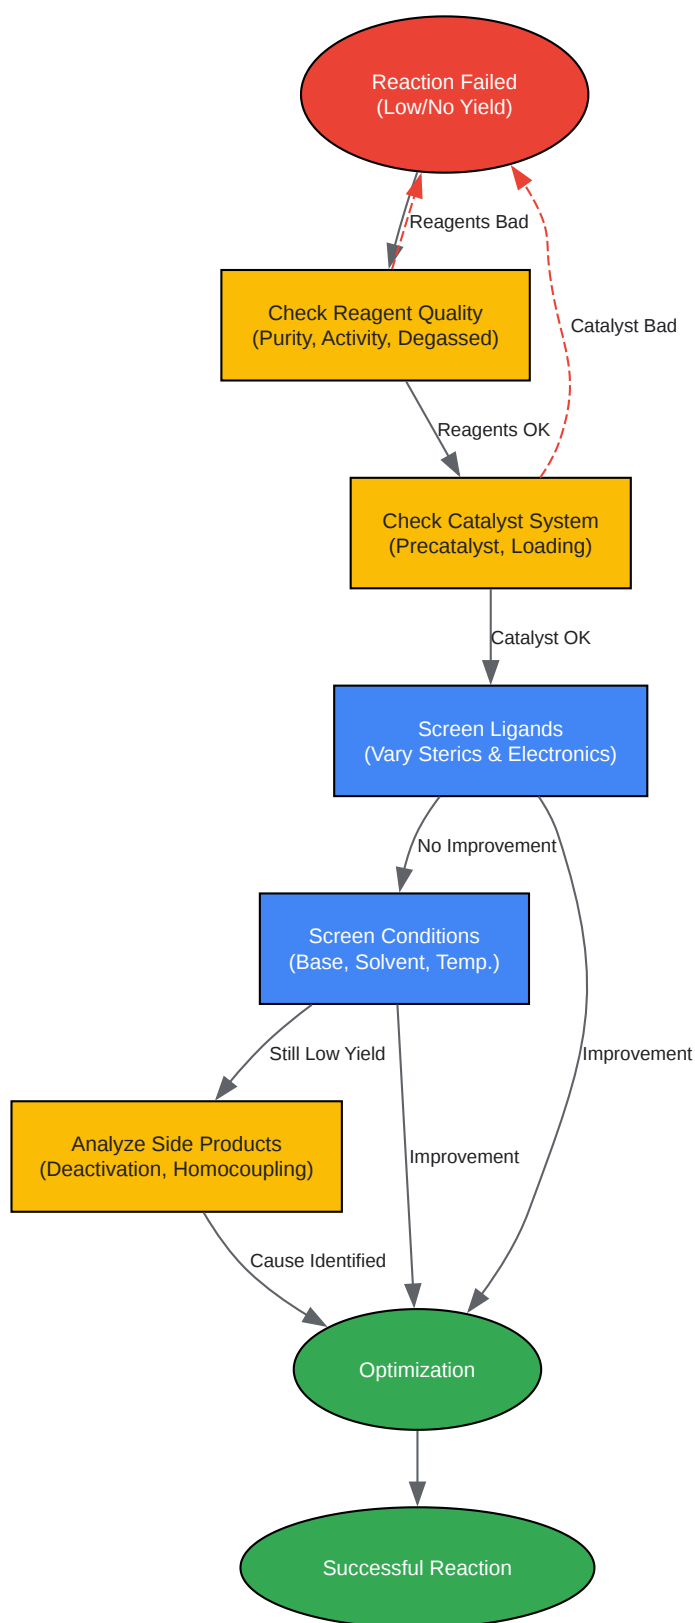 Reaction Failed
(Low/No Yield)
Reagents Bad
Check Reagent Quality
(Purity, Activity, Degassed)
Catalyst Bad
Reagents OK
Check Catalyst System
(Precatalyst, Loading)
Catalyst OK
Screen Ligands
(Vary Sterics & Electronics)
No Improvement
Screen Conditions
(Base, Solvent, Temp.)
Still Low Yield
Improvement
Analyze Side Products
(Deactivation, Homocoupling)
Improvement
Cause Identified
Optimization
Successful Reaction